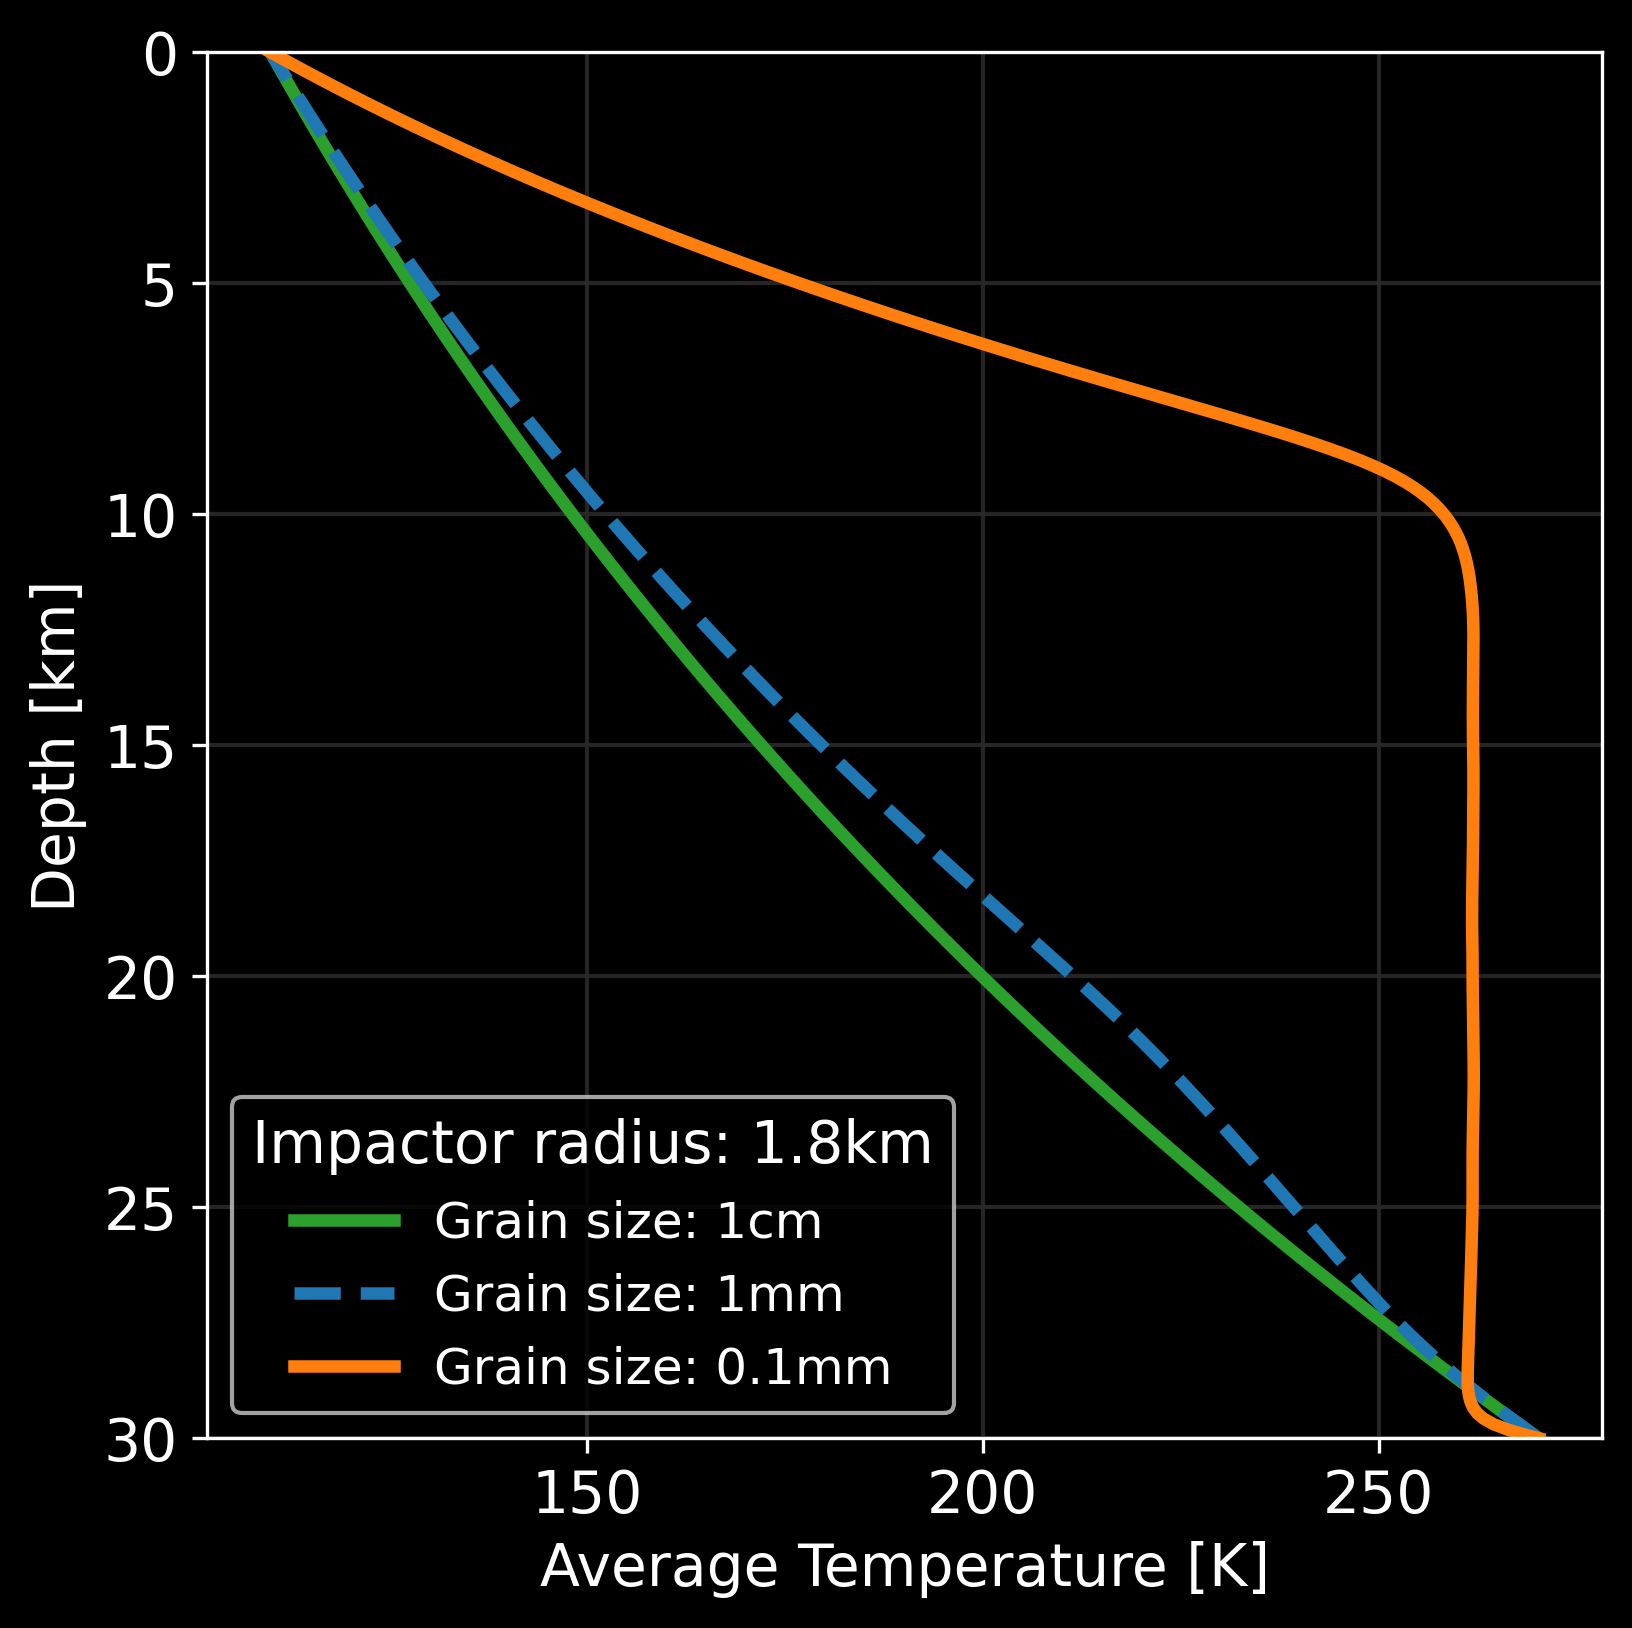 0
5
10
15
20
25
30
Depth [km]
Impactor radius: 1.8km
Grain size: 1cm
Grain size: 1mm
Grain size: 0.1mm
150 200 250
Average Temperature [K]